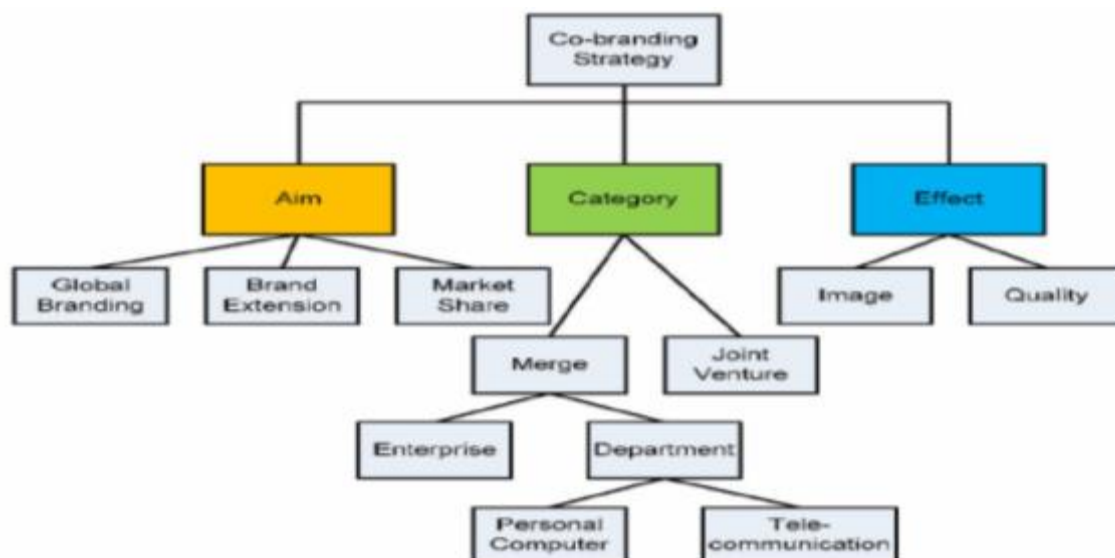 Co-branding
Strategy
Aim
Category
Effect
Global
Branding
Brand
Extension
Market
Share
Image
Quality
Merge
Joint
Venture
Enterprise
Department
Personal
Computer
Tele-
communication